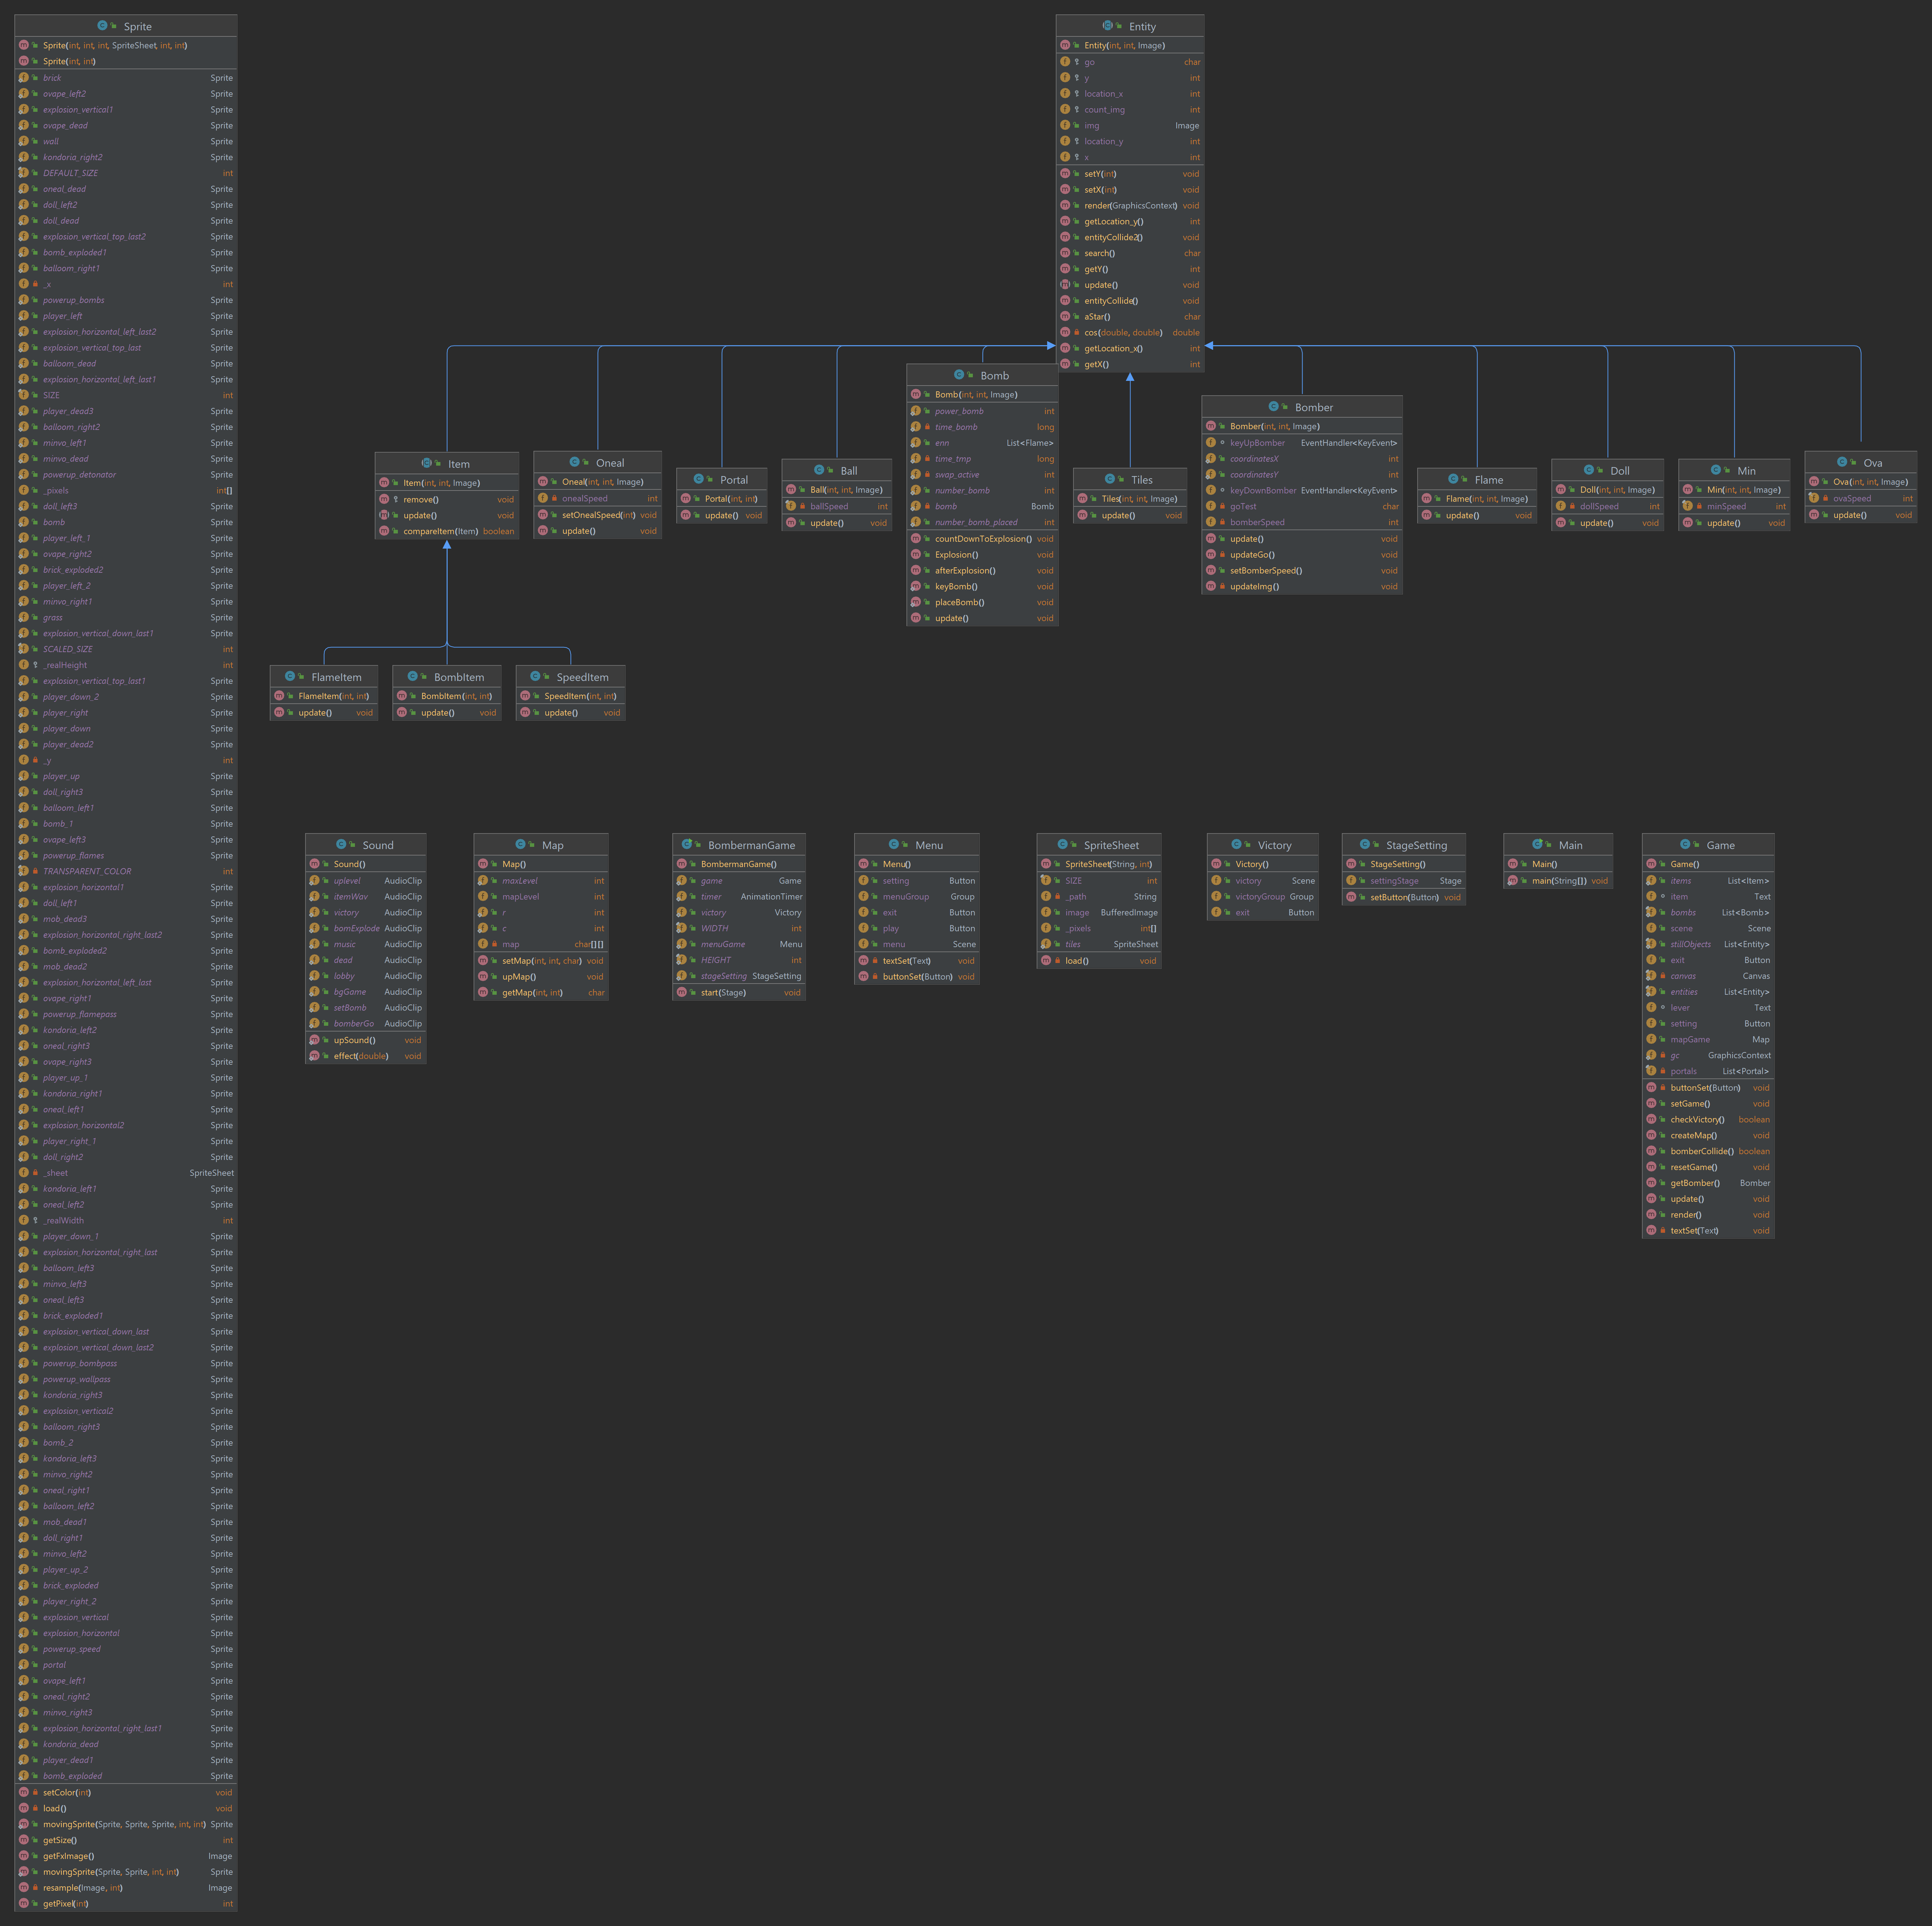 Sprite
Sprite(int, int, int, SpriteSheet, int, int)
Sprite(int, int)
brick Sprite
ovape_left2 Sprite
explosion_vertical1 Sprite
ovape_dead Sprite
wall Sprite
kondoria_right2 Sprite
DEFAULT_SIZE int
oneal_dead Sprite
doll_left2 Sprite
doll_dead Sprite
explosion_vertical_top_last2 Sprite
bomb_exploded1 Sprite
balloom_right1 Sprite
_x int
powerup_bombs Sprite
player_left Sprite
explosion_horizontal_left_last2 Sprite
explosion_vertical_top_last Sprite
balloom_dead Sprite
explosion_horizontal_left_last1 Sprite
SIZE int
player_dead3 Sprite
balloom_right2 Sprite
minvo_left1 Sprite
minvo_dead Sprite
powerup_detonator Sprite
_pixels int[]
doll_left3 Sprite
bomb Sprite
player_left_1 Sprite
ovape_right2 Sprite
brick_exploded2 Sprite
player_left_2 Sprite
minvo_right1 Sprite
grass Sprite
explosion_vertical_down_last1 Sprite
SCALED_SIZE int
_realHeight int
explosion_vertical_top_last1 Sprite
player_down_2 Sprite
player_right Sprite
player_down Sprite
player_dead2 Sprite
_y int
player_up Sprite
doll_right3 Sprite
balloom_left1 Sprite
bomb_1 Sprite
ovape_left3 Sprite
powerup_flames Sprite
TRANSPARENT_COLOR int
explosion_horizontal1 Sprite
doll_left1 Sprite
mob_dead3 Sprite
explosion_horizontal_right_last2 Sprite
bomb_exploded2 Sprite
mob_dead2 Sprite
explosion_horizontal_left_last Sprite
ovape_right1 Sprite
powerup_flamepass Sprite
kondoria_left2 Sprite
oneal_right3 Sprite
ovape_right3 Sprite
player_up_1 Sprite
kondoria_right1 Sprite
oneal_left1 Sprite
explosion_horizontal2 Sprite
player_right_1 Sprite
doll_right2 Sprite
_sheet SpriteSheet
kondoria_left1 Sprite
oneal_left2 Sprite
_realWidth int
player_down_1 Sprite
explosion_horizontal_right_last Sprite
balloom_left3 Sprite
minvo_left3 Sprite
oneal_left3 Sprite
brick_exploded1 Sprite
explosion_vertical_down_last Sprite
explosion_vertical_down_last2 Sprite
powerup_bombpass Sprite
powerup_wallpass Sprite
kondoria_right3 Sprite
explosion_vertical2 Sprite
balloom_right3 Sprite
bomb_2 Sprite
kondoria_left3 Sprite
minvo_right2 Sprite
oneal_right1 Sprite
balloom_left2 Sprite
mob_dead1 Sprite
doll_right1 Sprite
minvo_left2 Sprite
player_up_2 Sprite
brick_exploded Sprite
player_right_2 Sprite
explosion_vertical Sprite
explosion_horizontal Sprite
powerup_speed Sprite
portal Sprite
ovape_left1 Sprite
oneal_right2 Sprite
minvo_right3 Sprite
explosion_horizontal_right_last1 Sprite
kondoria_dead Sprite
player_dead1 Sprite
bomb_exploded Sprite
setColor(int) void
load() void
movingSprite(Sprite, Sprite, Sprite, int, int) Sprite
getSize() int
getFxImage() Image
movingSprite(Sprite, Sprite, int, int) Sprite
resample(Image, int) Image
getPixel(int) int
Entity
Entity(int, int, Image)
go char
y int
location_x int
count_img int
img Image
location_y int
x int
setY(int) void
setX(int) void
render(GraphicsContext) void
getLocation_y() int
entityCollide2() void
search() char
getY() int
update() void
entityCollide() void
aStar() char
cos(double, double) double
getLocation_x() int
getX() int
Item
Item(int, int, Image)
remove() void
update() void
compareItem(Item) boolean
Oneal
Oneal(int, int, Image)
onealSpeed int
setOnealSpeed(int) void
update() void
Portal
Portal(int, int)
update() void
Ball
Ball(int, int, Image)
ballSpeed int
update() void
Bomb
Bomb(int, int, Image)
power_bomb int
time_bomb long
enn List<Flame>
time_tmp long
swap_active int
number_bomb int
bomb Bomb
number_bomb_placed int
countDownToExplosion() void
Explosion() void
afterExplosion() void
keyBomb() void
placeBomb() void
update() void
Tiles
Tiles(int, int, Image)
update() void
Bomber
Bomber(int, int, Image)
keyUpBomber EventHandler<KeyEvent>
coordinatesX int
coordinatesY int
keyDownBomber EventHandler<KeyEvent>
goTest char
bomberSpeed int
update() void
updateGo() void
setBomberSpeed() void
updateImg() void
Flame
Flame(int, int, Image)
update() void
Doll
Doll(int, int, Image)
dollSpeed int
update() void
Min
Min(int, int, Image)
minSpeed int
update() void
Ova
Ova(int, int, Image)
ovaSpeed int
update() void
FlameItem
FlameItem(int, int)
update() void
BombItem
BombItem(int, int)
update() void
SpeedItem
SpeedItem(int, int)
update() void
Sound
Sound()
uplevel AudioClip
itemWav AudioClip
victory AudioClip
bomExplode AudioClip
music AudioClip
dead AudioClip
lobby AudioClip
bgGame AudioClip
setBomb AudioClip
bomberGo AudioClip
upSound() void
effect(double) void
Map
Map()
maxLevel int
mapLevel int
r int
c int
map char[][]
setMap(int, int, char) void
upMap() void
getMap(int, int) char
BombermanGame
BombermanGame()
game Game
timer AnimationTimer
victory Victory
WIDTH int
menuGame Menu
HEIGHT int
stageSetting StageSetting
start(Stage) void
Menu
Menu()
setting Button
menuGroup Group
exit Button
play Button
menu Scene
textSet(Text) void
buttonSet(Button) void
SpriteSheet
SpriteSheet(String, int)
SIZE int
_path String
image BufferedImage
_pixels int[]
tiles SpriteSheet
load() void
Victory
Victory()
victory Scene
victoryGroup Group
exit Button
StageSetting
StageSetting()
settingStage Stage
setButton(Button) void
Main
Main()
main(String[]) void
Game
Game()
items List<Item>
item Text
bombs List<Bomb>
scene Scene
stillObjects List<Entity>
exit Button
canvas Canvas
entities List<Entity>
lever Text
setting Button
mapGame Map
gc GraphicsContext
portals List<Portal>
buttonSet(Button) void
setGame() void
checkVictory() boolean
createMap() void
bomberCollide() boolean
resetGame() void
getBomber() Bomber
update() void
render() void
textSet(Text) void